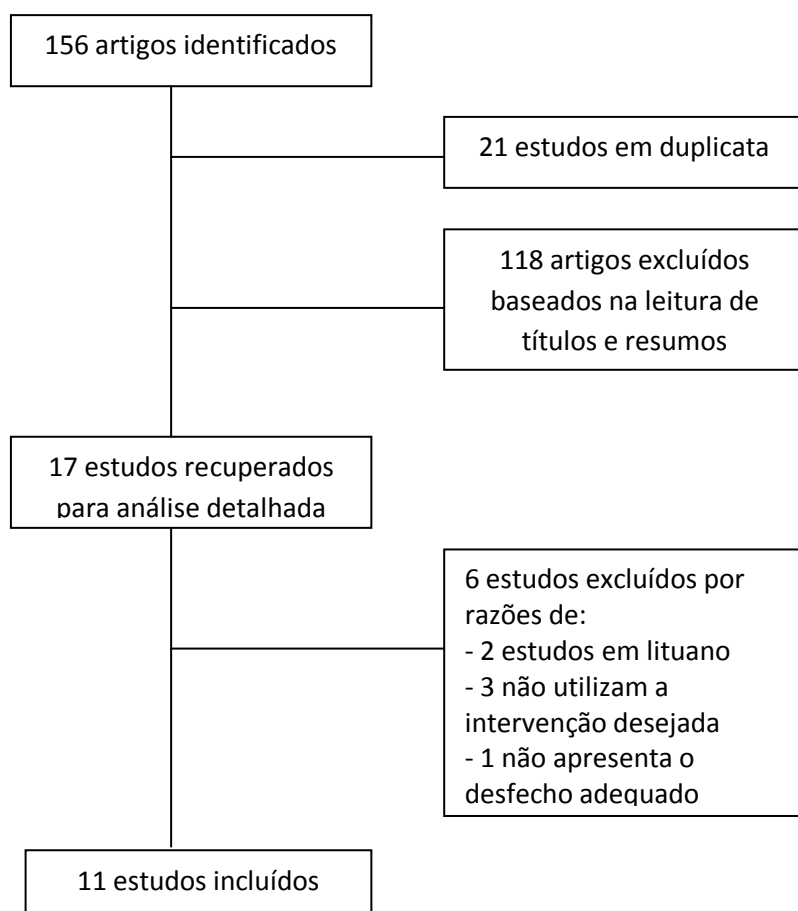 156 artigos identificados
21 estudos em duplicata
118 artigos excluídos
baseados na leitura de
títulos e resumos
17 estudos recuperados
para análise detalhada
6 estudos excluídos por
razões de:
- 2 estudos em lituano
- 3 não utilizam a
intervenção desejada
- 1 não apresenta o
desfecho adequado
11 estudos incluídos